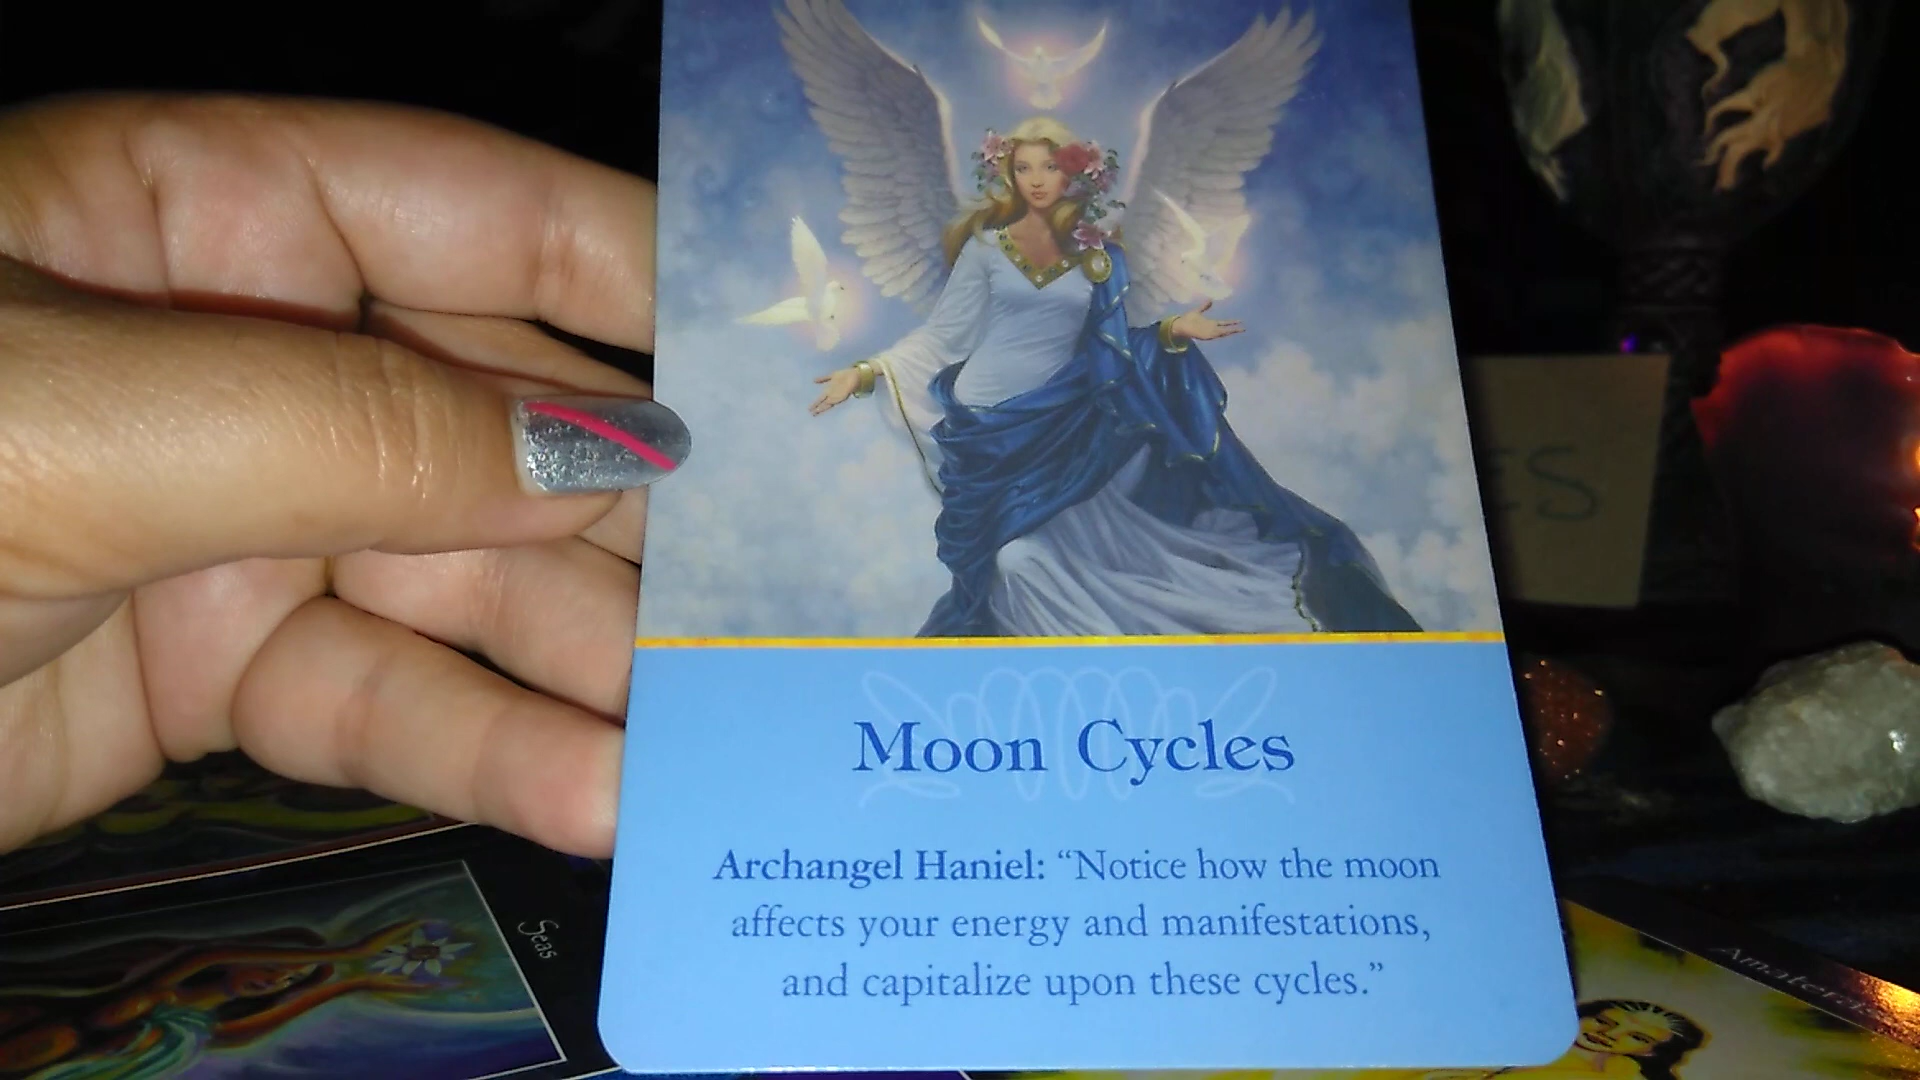 Moon Cycles
Archangel Haniel: “Notice how the moon
affects your energy and manifestations,
and capitalize upon these cycles.”
ES
Seas